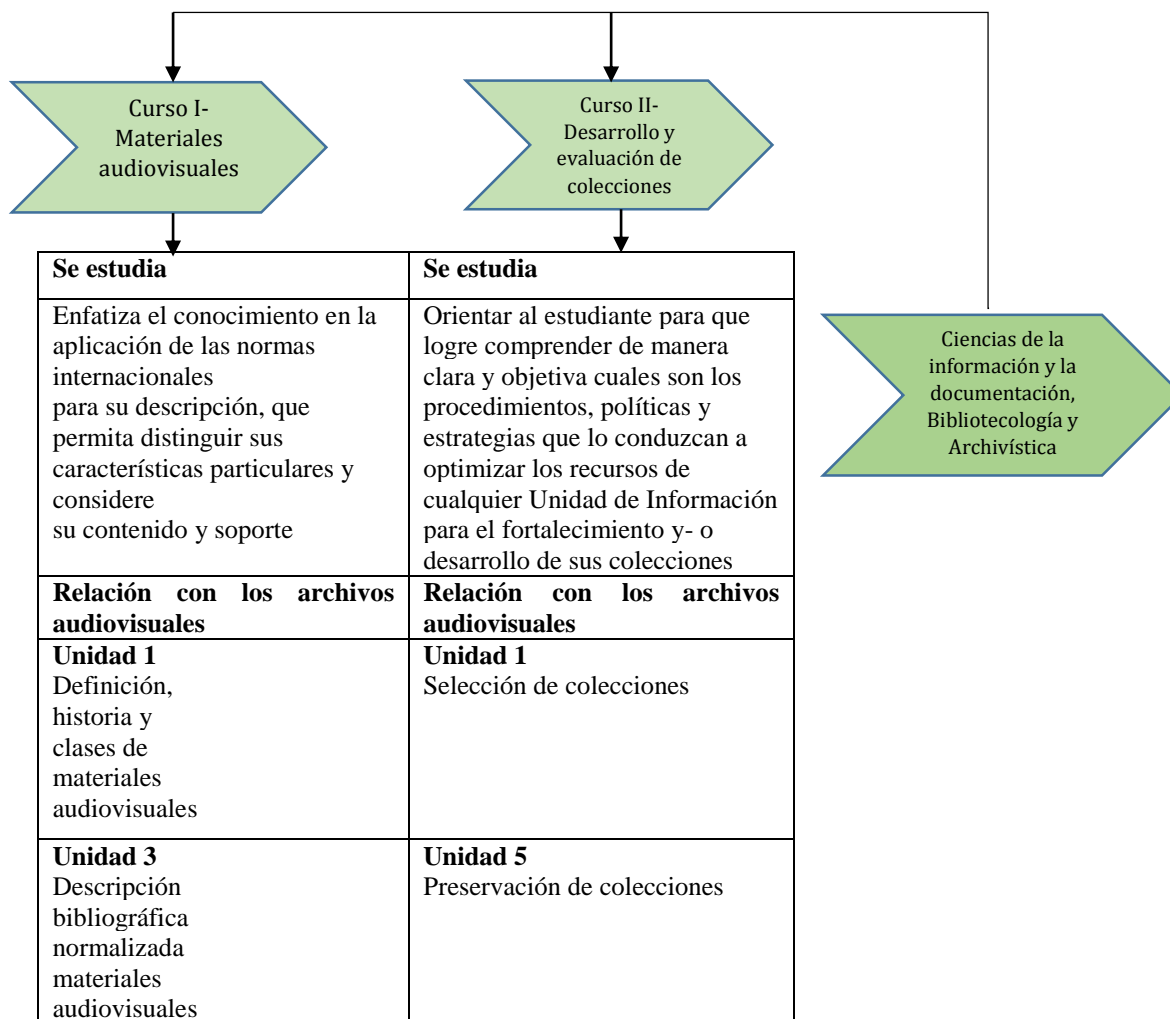 Curso I-
Materiales
audiovisuales
Curso II-
Desarrollo y
evaluación de
colecciones
Ciencias de la
información y la
documentación,
Bibliotecología y
Archivística
Se estudia
Enfatiza el conocimiento en la
aplicación de las normas
internacionales
para su descripción, que
permita distinguir sus
características particulares y
considere
su contenido y soporte
Se estudia
Orientar al estudiante para que
logre comprender de manera
clara y objetiva cuales son los
procedimientos, políticas y
estrategias que lo conduzcan a
optimizar los recursos de
cualquier Unidad de Información
para el fortalecimiento y- o
desarrollo de sus colecciones
Relación con los archivos
audiovisuales
Relación con los archivos
audiovisuales
Unidad 1
Definición,
historia y
clases de
materiales
audiovisuales
Unidad 1
Selección de colecciones
Unidad 3
Descripción
bibliográfica
normalizada
materiales
audiovisuales
Unidad 5
Preservación de colecciones